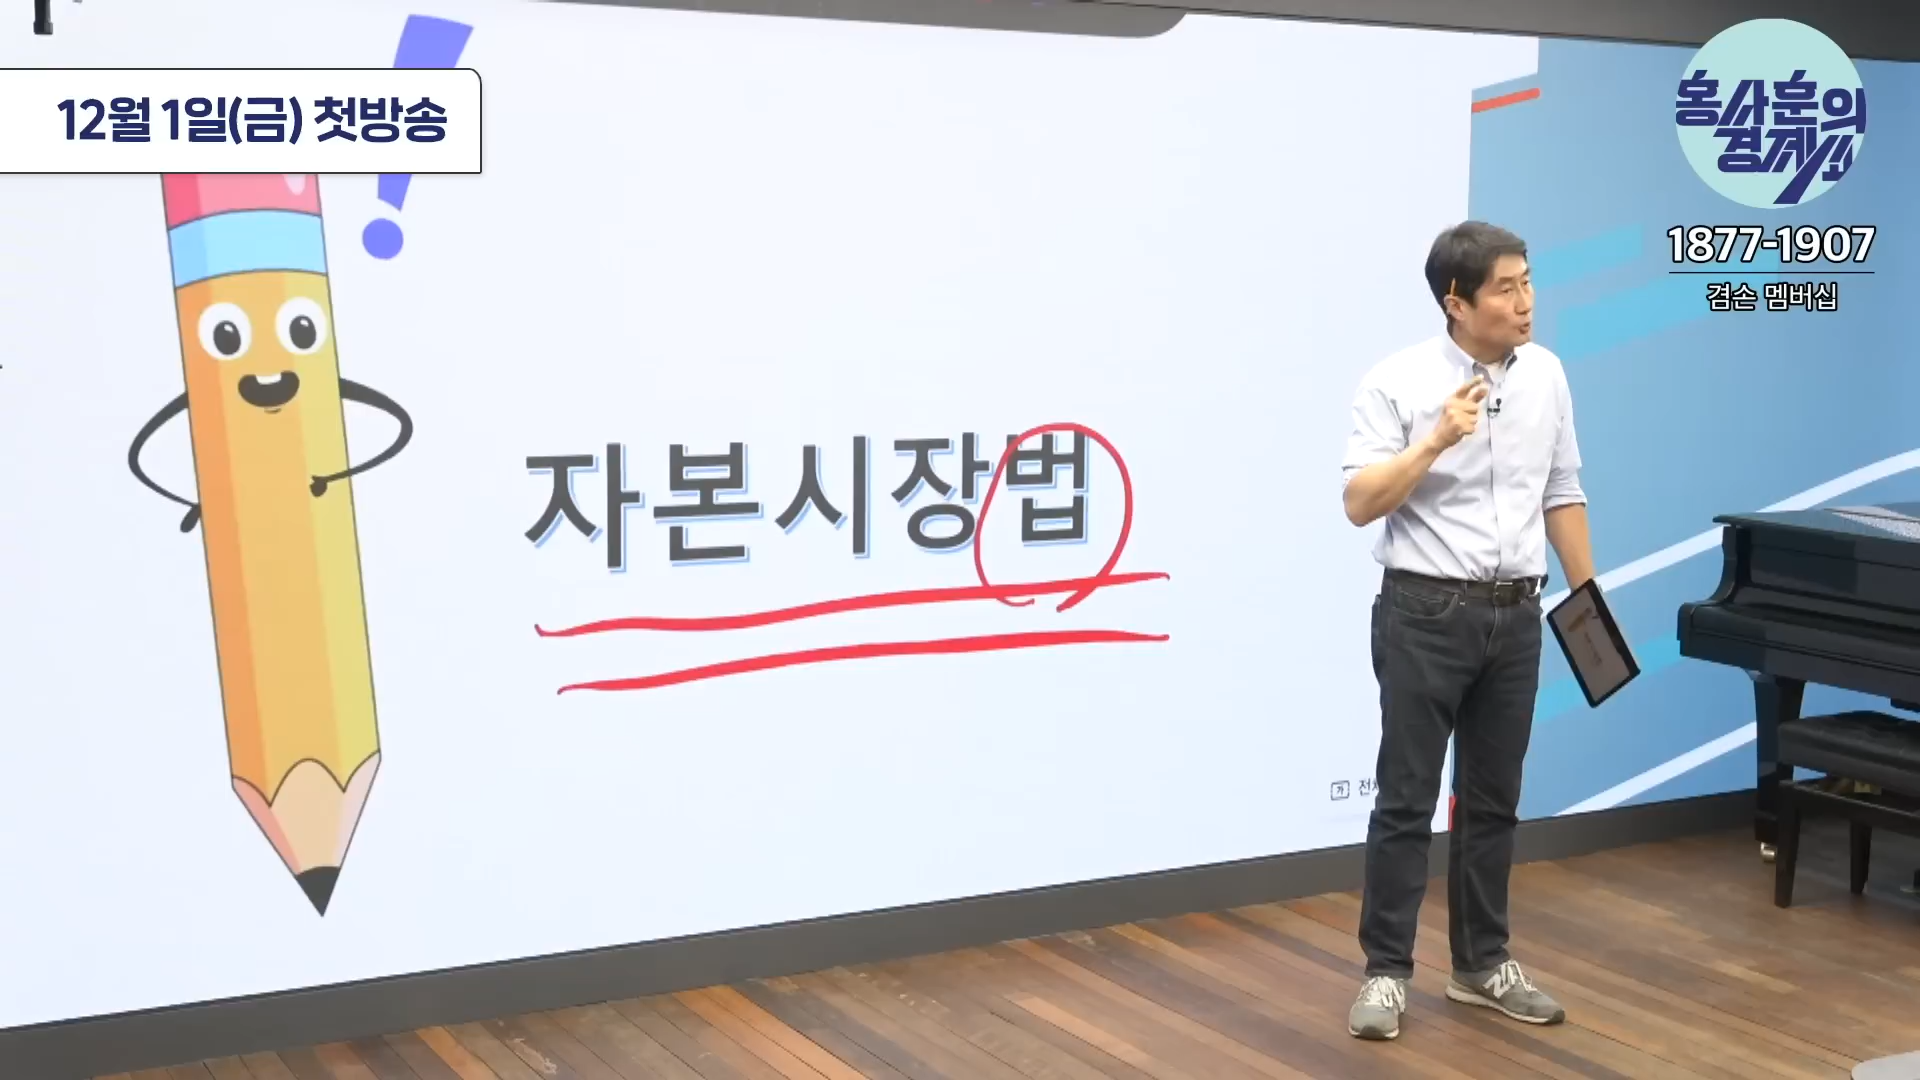 12월 1일(금) 첫방송
홍사훈의
경제쇼
1877-1907
겸손 멤버십
자본시장법